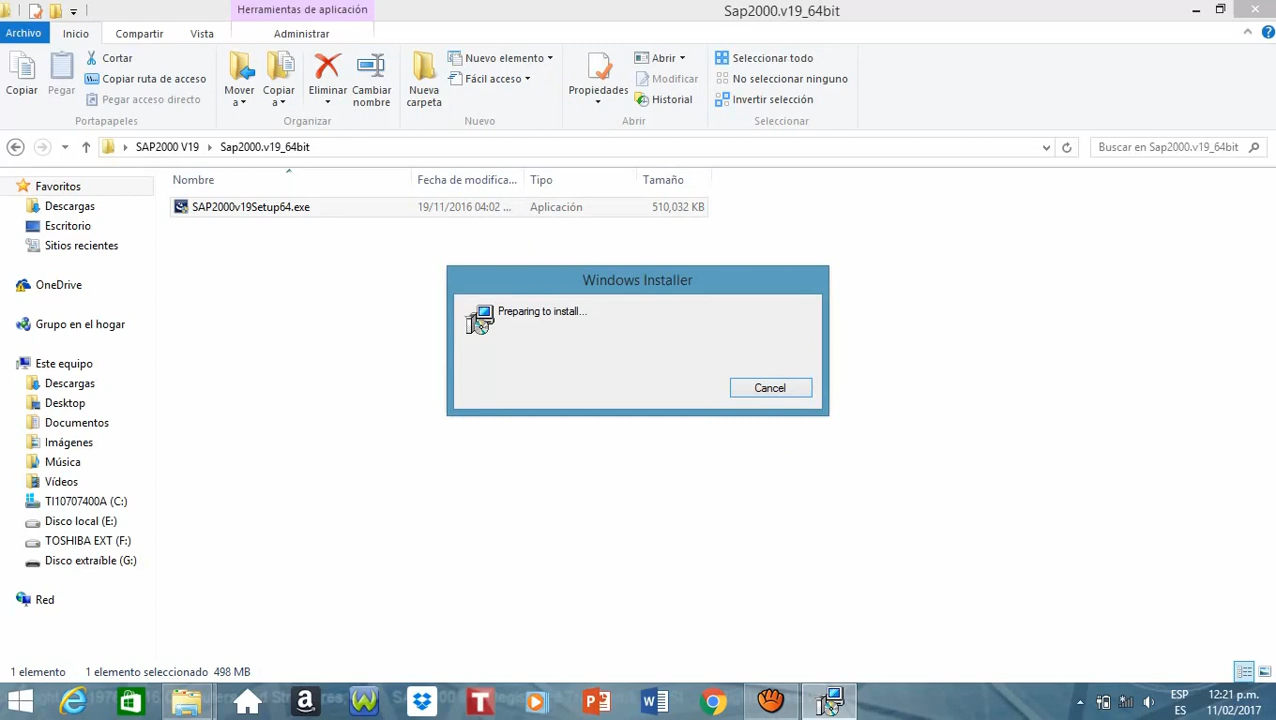 Herramientas de aplicación
Sap2000.v19_64bit
Archivo Inicio Compartir Vista Administrar
Copiar
Pegar
Cortar
Copiar ruta de acceso
Pegar acceso directo
Portapapeles
Mover a
Copiar a
Eliminar
Cambiar nombre
Organizar
Nueva carpeta
Nuevo elemento
Fácil acceso
Nuevo
Propiedades
Abrir
Modificar
Historial
Abrir
Seleccionar todo
No seleccionar ninguno
Invertir selección
Seleccionar
SAP2000 V19 Sap2000.v19_64bit
Buscar en Sap2000.v19_64bit
Nombre Fecha de modifica... Tipo Tamaño
SAP2000v19Setup64.exe 19/11/2016 04:02 ... Aplicación 510,032 KB
Favoritos
Descargas
Escritorio
Sitios recientes
OneDrive
Grupo en el hogar
Este equipo
Descargas
Desktop
Documentos
Imágenes
Música
Vídeos
TI10707400A (C:)
Disco local (E:)
TOSHIBA EXT (F:)
Disco extraíble (G:)
Red
Windows Installer
Preparing to install...
Cancel
1 elemento 1 elemento seleccionado 498 MB
ESP
ES
12:21 p.m.
11/02/2017